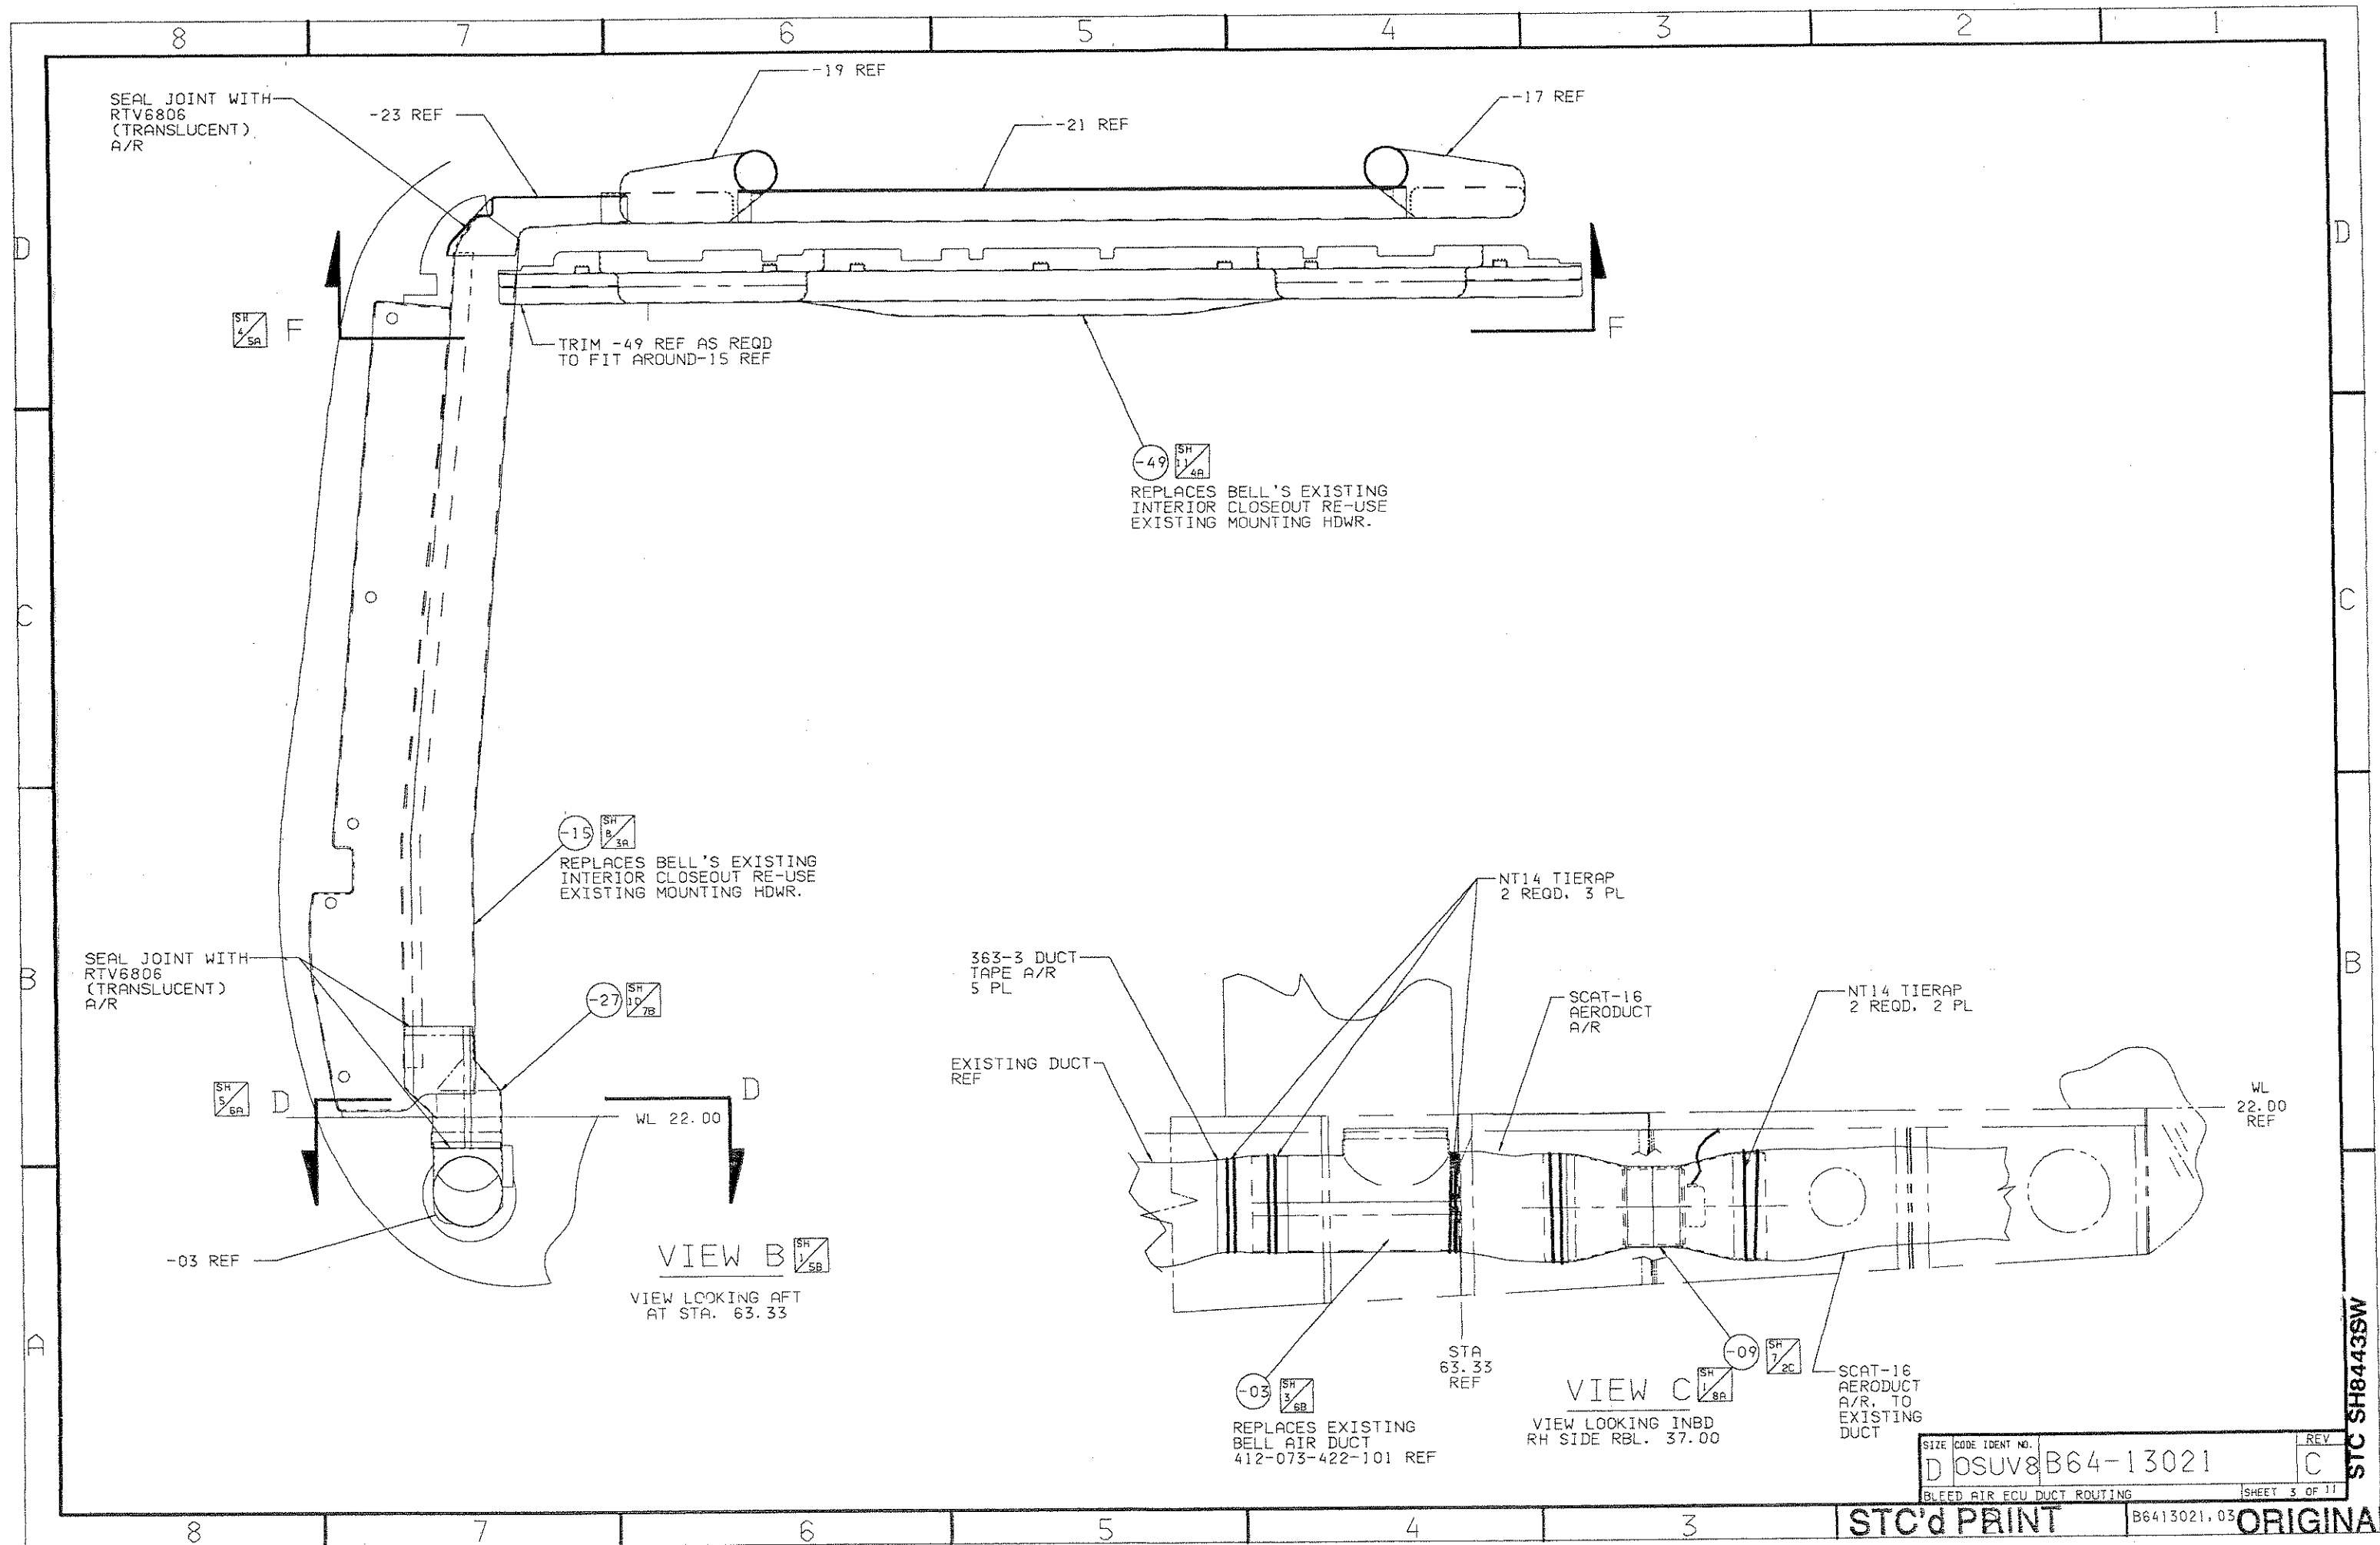 8 7 6 5 4 3 2 1
SEAL JOINT WITH
RTV6806
(TRANSLUCENT)
A/R
-23 REF
-19 REF
-21 REF
-17 REF
D
D
SH
4
5A
F
F
TRIM -49 REF AS REQD
TO FIT AROUND-15 REF
-49
SH
11
4A
REPLACES BELL'S EXISTING
INTERIOR CLOSEOUT RE-USE
EXISTING MOUNTING HDWR.
C
C
-15
SH
8
3A
REPLACES BELL'S EXISTING
INTERIOR CLOSEOUT RE-USE
EXISTING MOUNTING HDWR.
B
B
SEAL JOINT WITH
RTV6806
(TRANSLUCENT)
A/R
-27
SH
10
7B
SH
5
6A
D
D
WL 22.00
-03 REF
VIEW B
SH
1
5B
VIEW LOOKING AFT
AT STA. 63.33
NT14 TIERAP
2 REQD. 3 PL
363-3 DUCT
TAPE A/R
5 PL
SCAT-16
AERODUCT
A/R
NT14 TIERAP
2 REQD. 2 PL
EXISTING DUCT
REF
WL
22.00
REF
STA
63.33
REF
-03
SH
3
6B
REPLACES EXISTING
BELL AIR DUCT
412-073-422-101 REF
-09
SH
7
2C
VIEW C
SH
1
8A
VIEW LOOKING INBD
RH SIDE RBL. 37.00
SCAT-16
AERODUCT
A/R. TO
EXISTING
DUCT
A
STC SH8443SW
SIZE
D
CODE IDENT NO.
OSUV8
B64-13021
REV
C
BLEED AIR ECU DUCT ROUTING
SHEET 3 OF 11
8 7 6 5 4 3
STC'd PRINT
B6413021.03
ORIGINA